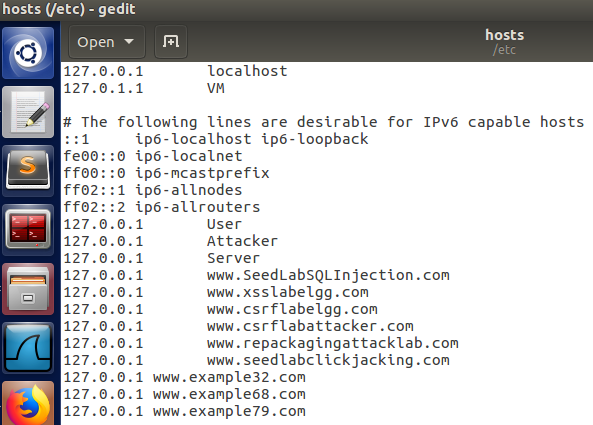 hosts (/etc) - gedit
Open
hosts
/etc
127.0.0.1 localhost
127.0.1.1 VM
# The following lines are desirable for IPv6 capable hosts
::1 ip6-localhost ip6-loopback
fe00::0 ip6-localnet
ff00::0 ip6-mcastprefix
ff02::1 ip6-allnodes
ff02::2 ip6-allrouters
127.0.0.1 User
127.0.0.1 Attacker
127.0.0.1 Server
127.0.0.1 www.SeedLabSQLInjection.com
127.0.0.1 www.xsslabelgg.com
127.0.0.1 www.csrflabelgg.com
127.0.0.1 www.csrflabattacker.com
127.0.0.1 www.repackagingattacklab.com
127.0.0.1 www.seedlabclickjacking.com
127.0.0.1 www.example32.com
127.0.0.1 www.example68.com
127.0.0.1 www.example79.com